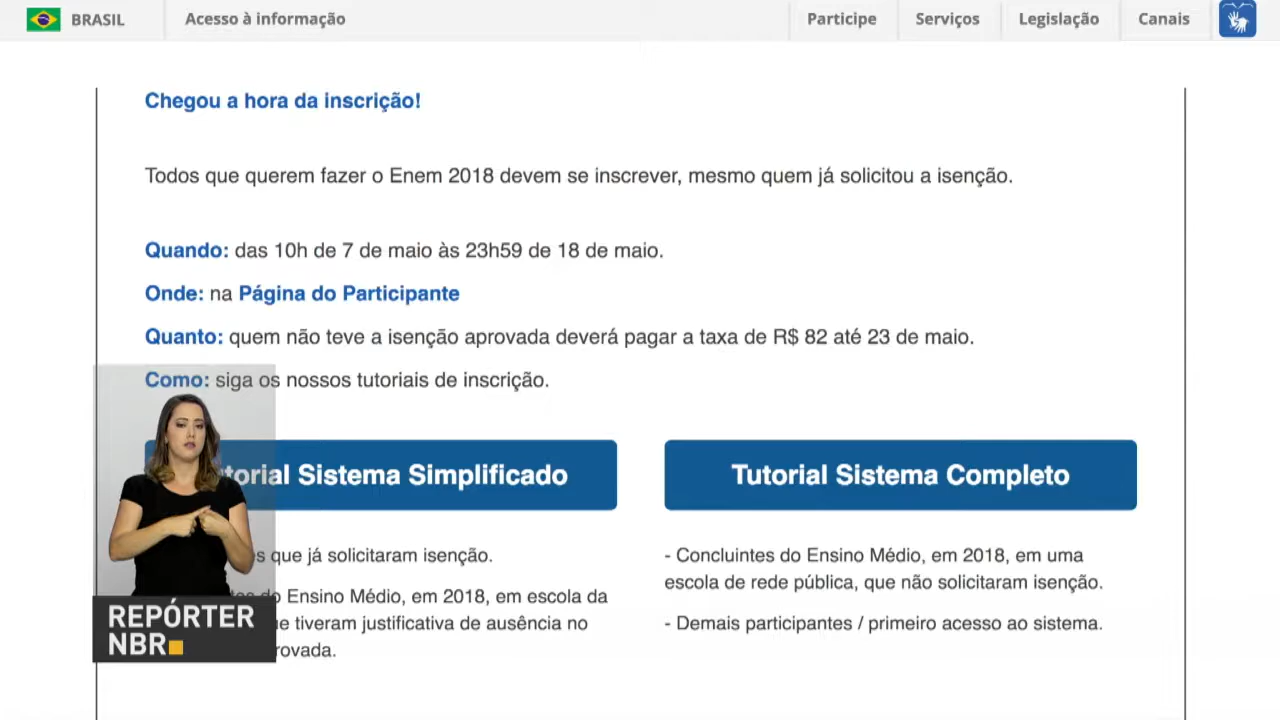 BRASIL Acesso à informação Participe Serviços Legislação Canais
Chegou a hora da inscrição!
Todos que querem fazer o Enem 2018 devem se inscrever, mesmo quem já solicitou a isenção.
Quando: das 10h de 7 de maio às 23h59 de 18 de maio.
Onde: na Página do Participante
Quanto: quem não teve a isenção aprovada deverá pagar a taxa de R$ 82 até 23 de maio.
Como: siga os nossos tutoriais de inscrição.
Sistema Simplificado
que já solicitaram isenção.
do Ensino Médio, em 2018, em escola da
tiveram justificativa de ausência no
Tutorial Sistema Completo
- Concluintes do Ensino Médio, em 2018, em uma
escola de rede pública, que não solicitaram isenção.
- Demais participantes / primeiro acesso ao sistema.
REPÓRTER
NBR